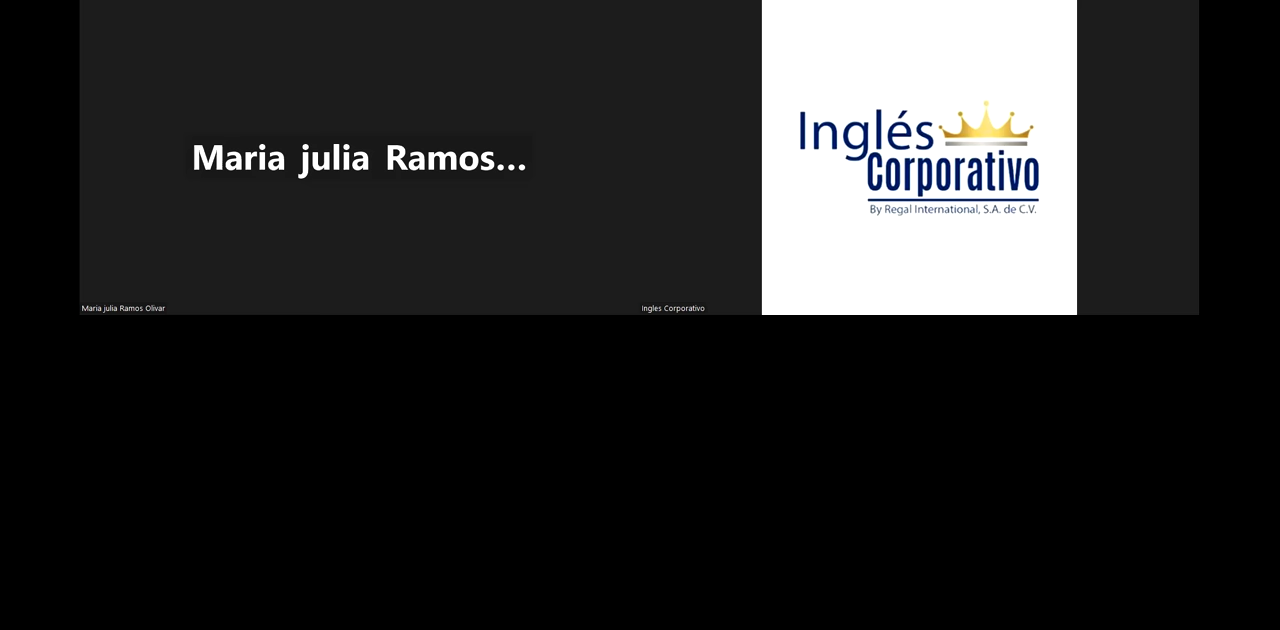 Maria julia Ramos...
Maria julia Ramos Olivar
Inglés
Corporativo
By Regal International, S.A. de C.V.
Ingles Corporativo